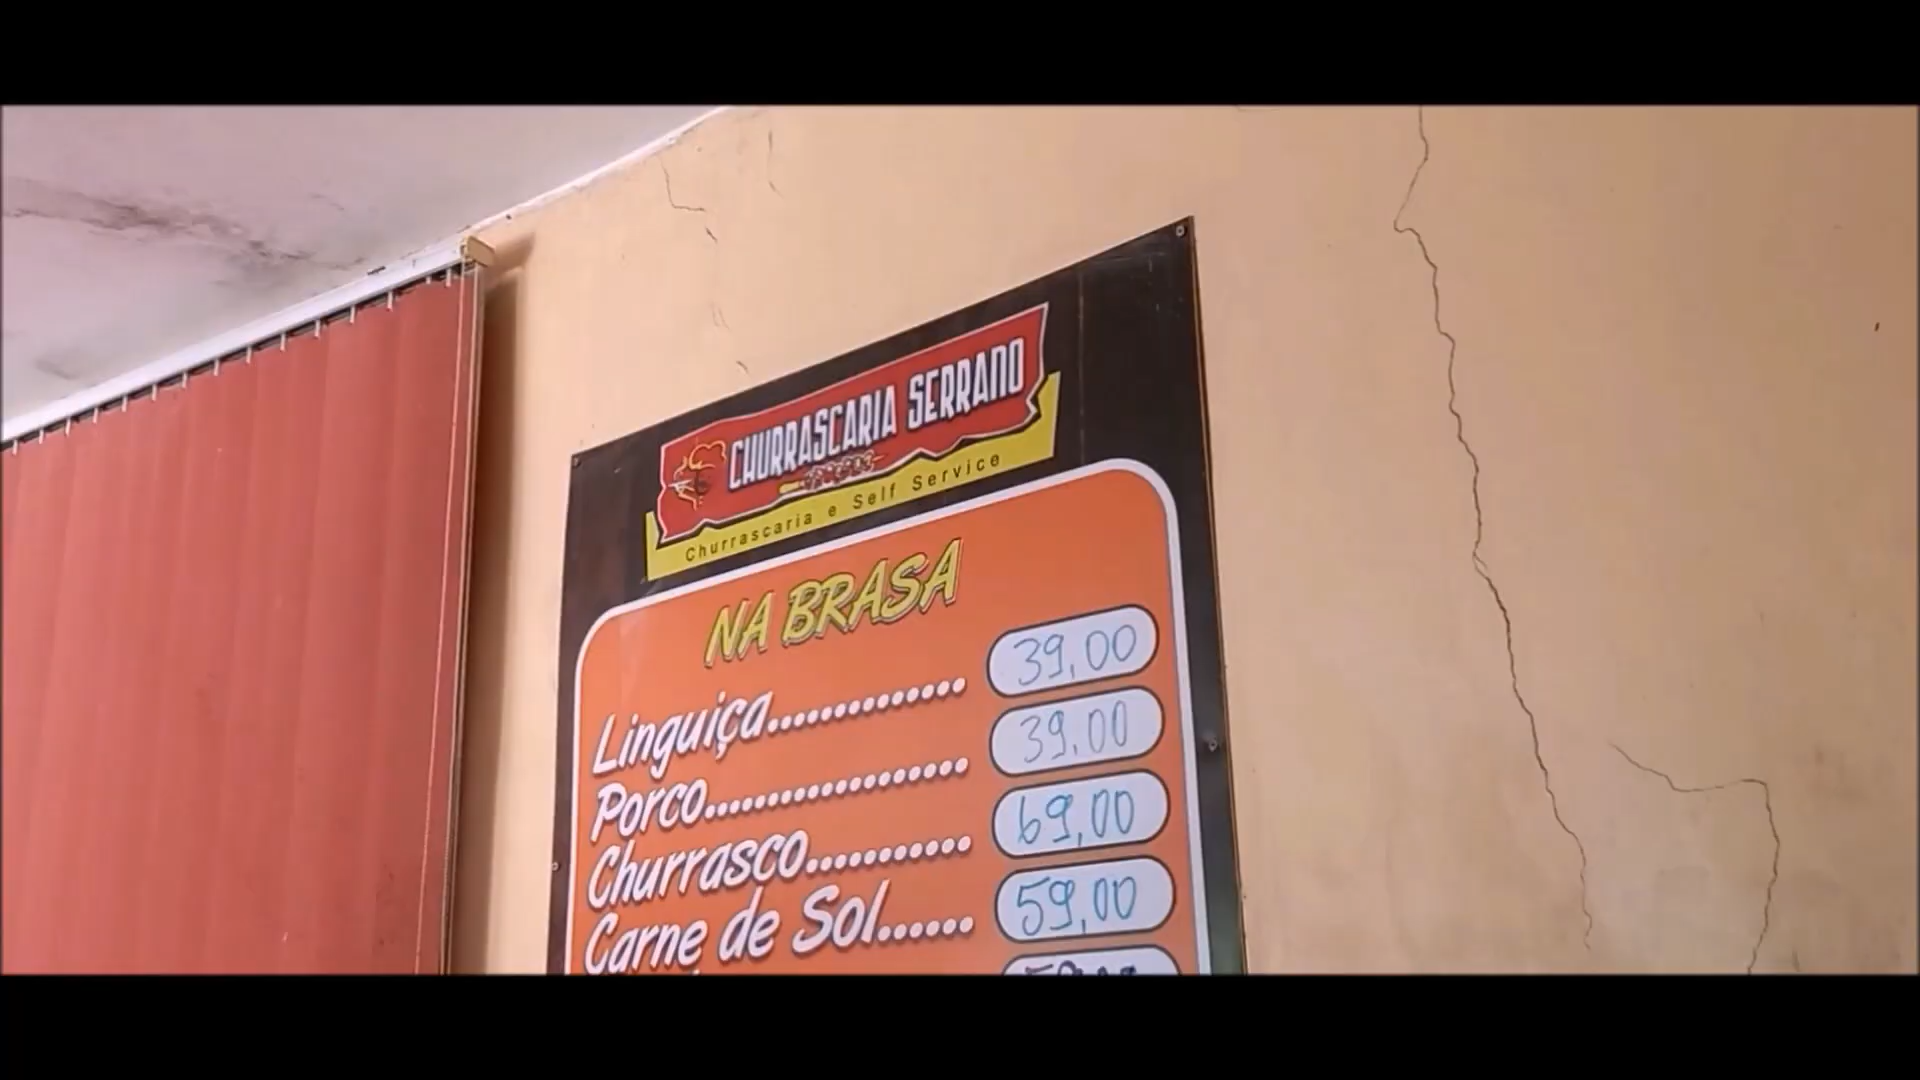 CHURRASCARIA SERRANO
Churrascaria e Self Service
NA BRASA
Linguiça.............. 39,00
Porco.................... 39,00
Churrasco............ 69,00
Carne de Sol...... 59,00